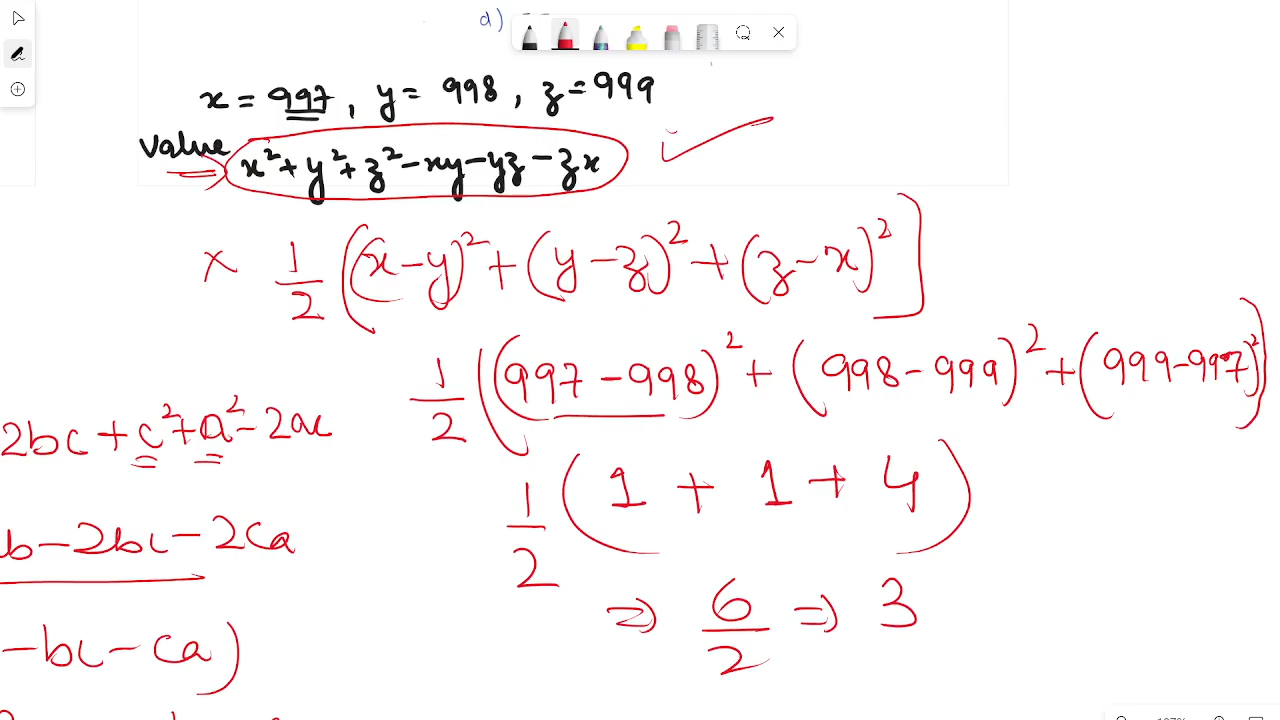 d)
x = 997, y = 998, z = 999
value x² + y² + z² - xy - yz - zx
× 1/2 [(x - y)² + (y - z)² + (z - x)²]
1/2 ((997 - 998)² + (998 - 999)² + (999 - 997)²)
2bc + c² + a² - 2ac
1/2 (1 + 1 + 4)
b - 2bc - 2ca
⇒ 6/2 ⇒ 3
- bc - ca)